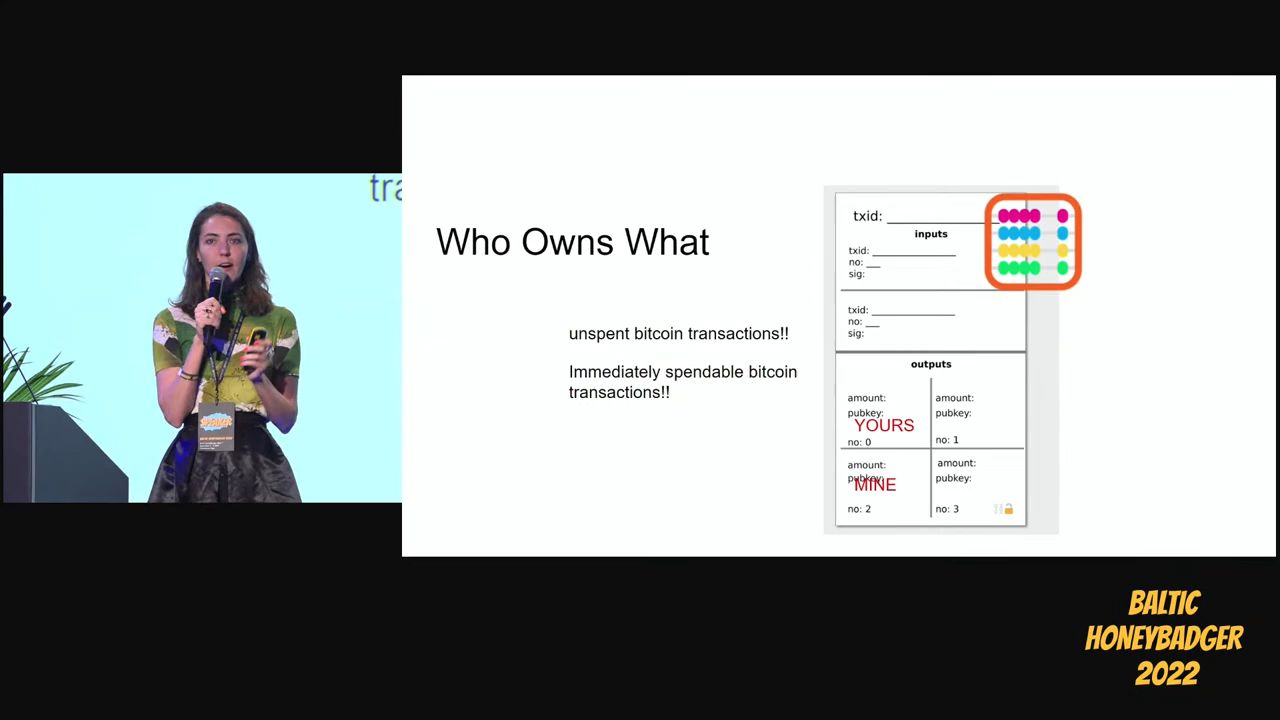 tra
SPEAKER
Who Owns What
unspent bitcoin transactions!!
Immediately spendable bitcoin
transactions!!
txid:
inputs
txid:
no:
sig:
txid:
no:
sig:
outputs
amount:
pubkey:
YOURS
no: 0
amount:
pubkey:
no: 1
amount:
pubkey:
MINE
no: 2
amount:
pubkey:
no: 3
BALTIC
HONEYBADGER
2022